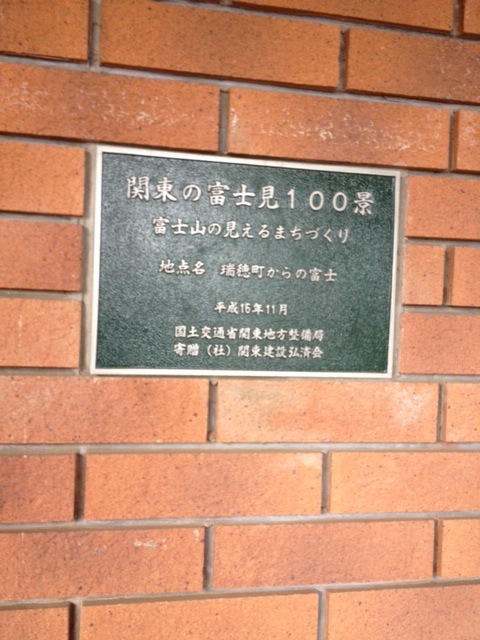 関東の富士見100景
富士山の見えるまちづくり
地点名 瑞穂町からの富士
平成16年11月
国土交通省関東地方整備局
寄贈（社）関東建設弘済会